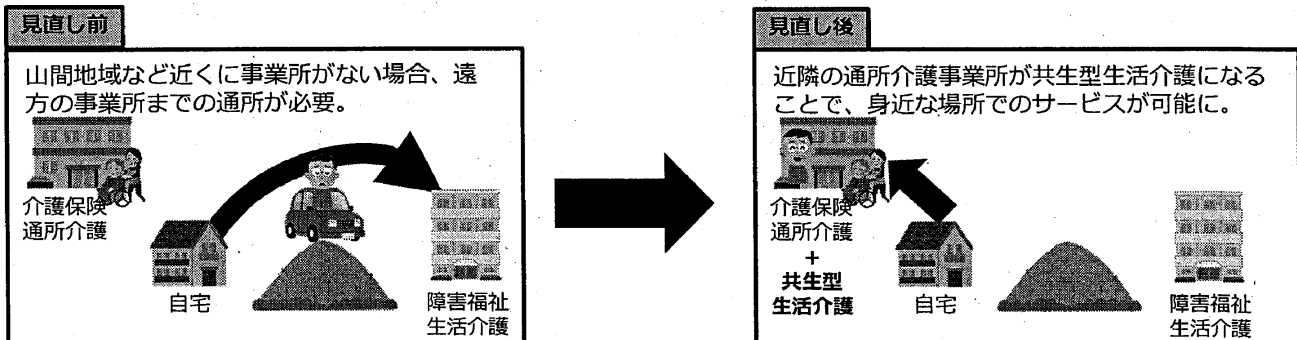 見直し前
山間地域など近くに事業所がない場合、遠
方の事業所までの通所が必要。
介護保険
通所介護
自宅
障害福祉
生活介護
見直し後
近隣の通所介護事業所が共生型生活介護になる
ことで、身近な場所でのサービスが可能に。
介護保険
通所介護
+
共生型
生活介護
自宅
障害福祉
生活介護